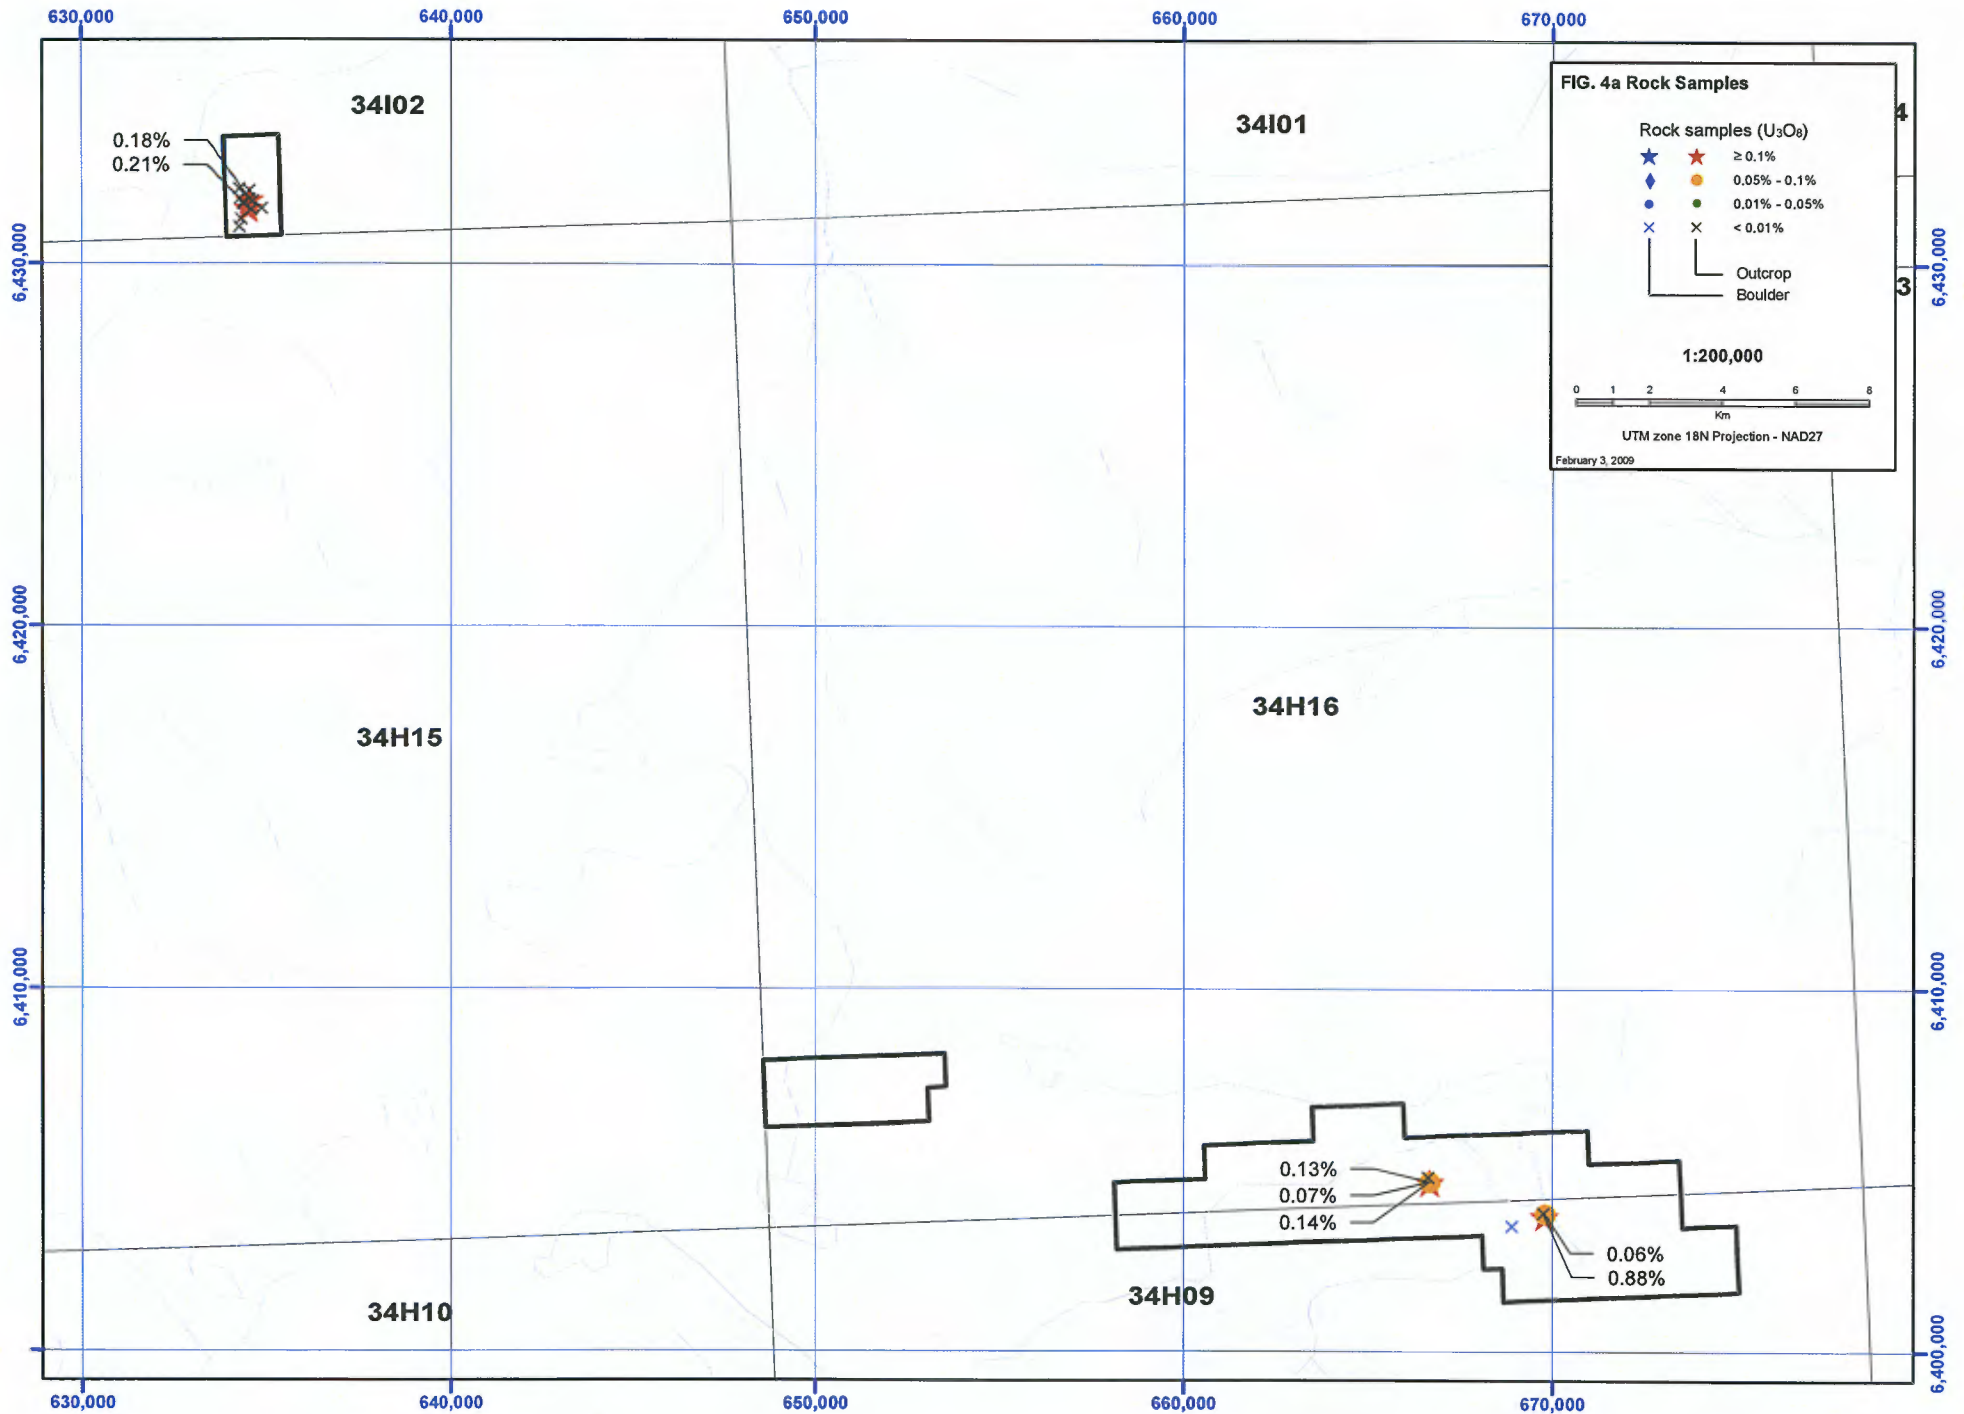 630,000 640,000 650,000 660,000 670,000
FIG. 4a Rock Samples
Rock samples (U₃O₈)
≥ 0.1%
0.05% - 0.1%
0.01% - 0.05%
< 0.01%
Outcrop
Boulder
1:200,000
0 1 2 4 6 8
Km
UTM zone 18N Projection - NAD27
February 3, 2009
34I02
34I01
4
3
0.18%
0.21%
6,430,000
6,430,000
6,420,000
6,420,000
34H15
34H16
6,410,000
6,410,000
0.13%
0.07%
0.14%
0.06%
0.88%
34H10
34H09
6,400,000
630,000 640,000 650,000 660,000 670,000